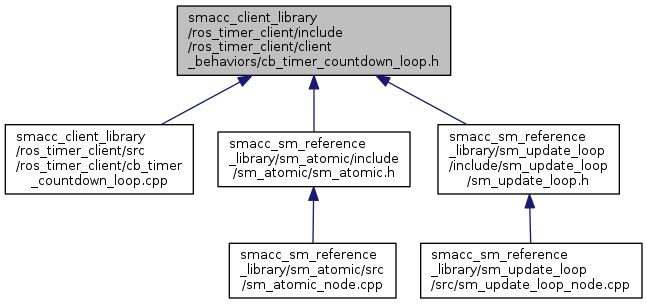 smacc_client_library
/ros_timer_client/include
/ros_timer_client/client
_behaviors/cb_timer_countdown_loop.h
smacc_client_library
/ros_timer_client/src
/ros_timer_client/cb_timer
_countdown_loop.cpp
smacc_sm_reference
_library/sm_atomic/include
/sm_atomic/sm_atomic.h
smacc_sm_reference
_library/sm_update_loop
/include/sm_update_loop
/sm_update_loop.h
smacc_sm_reference
_library/sm_atomic/src
/sm_atomic_node.cpp
smacc_sm_reference
_library/sm_update_loop
/src/sm_update_loop_node.cpp